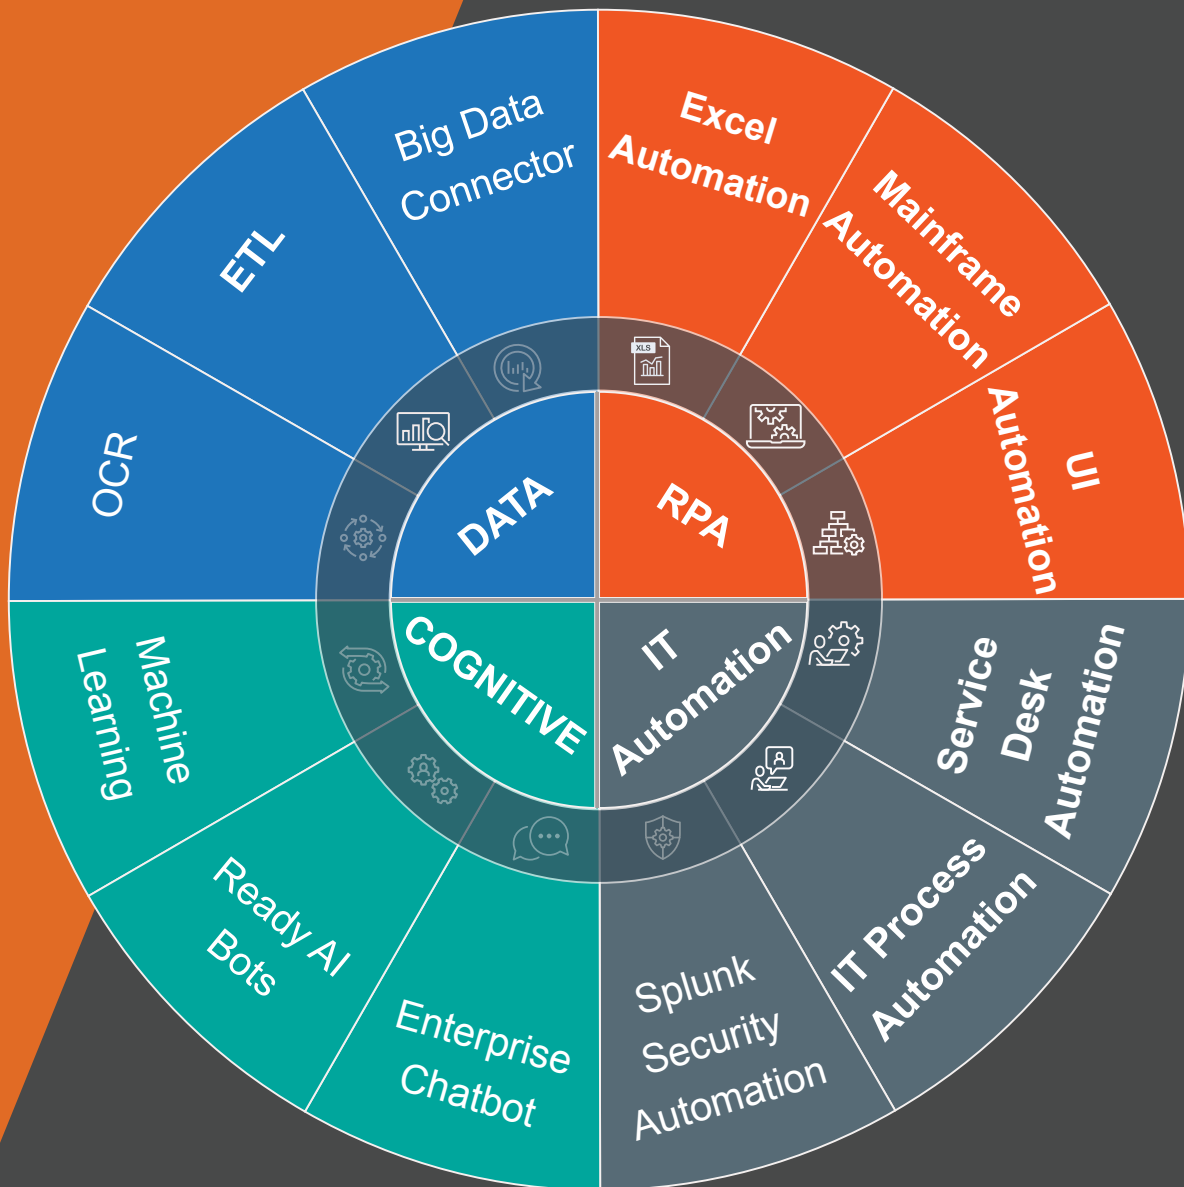 Big Data
Connector
ETL
OCR
DATA
Excel
Automation
Mainframe
Automation
UI
Automation
XLS
RPA
COGNITIVE
Machine
Learning
Ready AI
Bots
Enterprise
Chatbot
IT
Automation
Service
Desk
Automation
IT Process
Automation
Splunk
Security
Automation